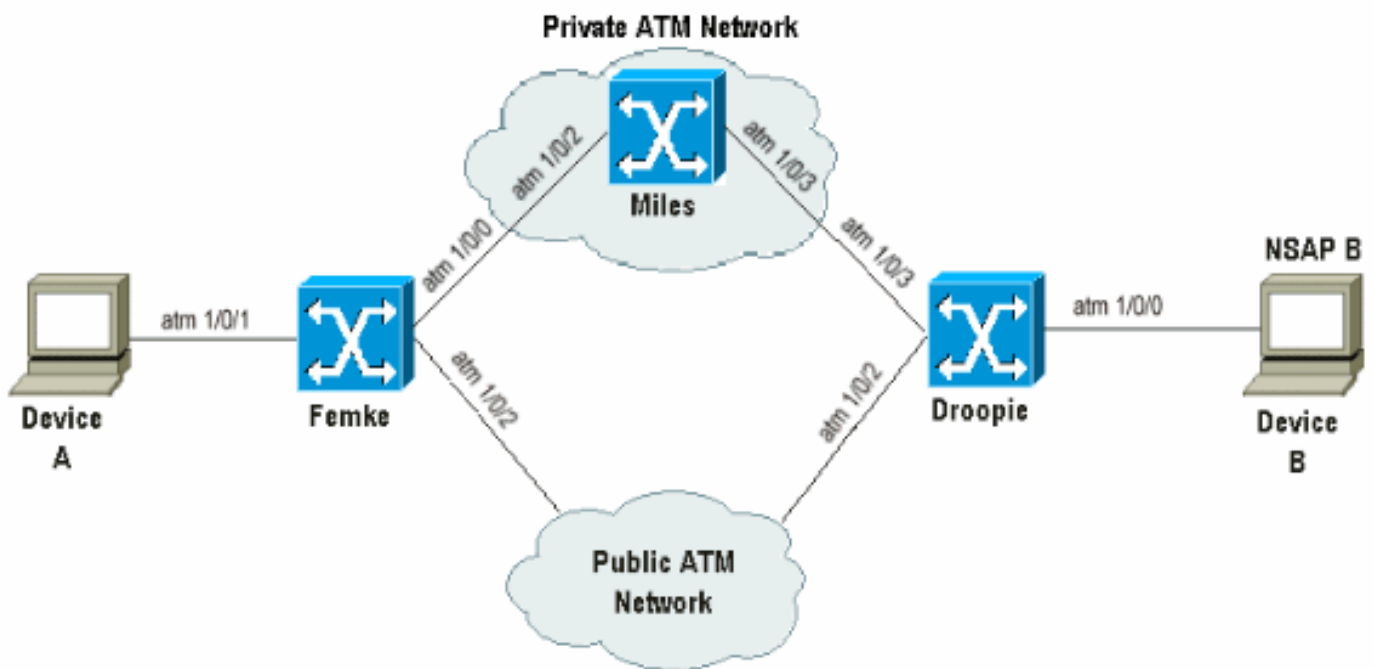 Private ATM Network
atm 1/0/2
atm 1/0/3
Miles
atm 1/0/0
atm 1/0/3
NSAP B
atm 1/0/1
atm 1/0/0
Device
A
Femke
atm 1/0/2
atm 1/0/2
Droopie
Device
B
Public ATM
Network